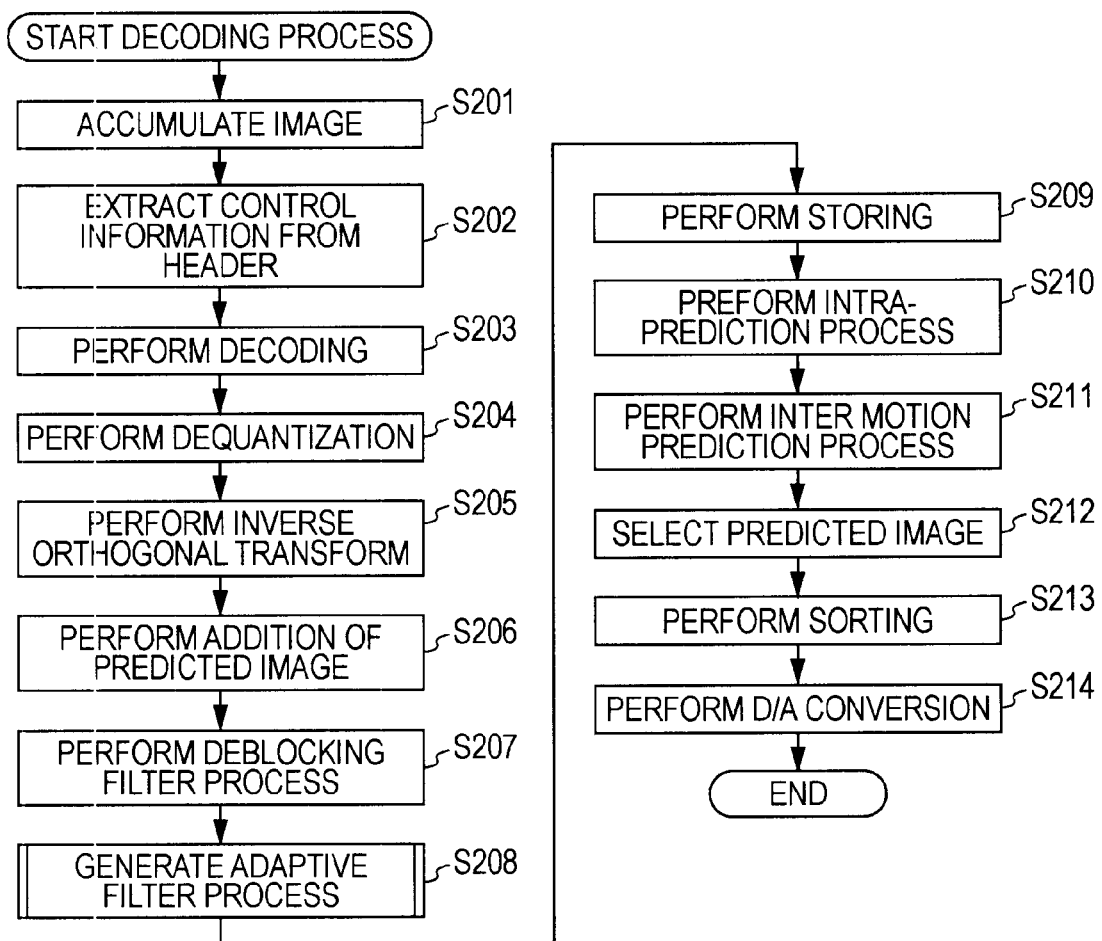 START DECODING PROCESS
ACCUMULATE IMAGE
S201
EXTRACT CONTROL
INFORMATION FROM
HEADER
S202
PERFORM DECODING
S203
PERFORM DEQUANTIZATION
S204
PERFORM INVERSE
ORTHOGONAL TRANSFORM
S205
PERFORM ADDITION OF
PREDICTED IMAGE
S206
PERFORM DEBLOCKING
FILTER PROCESS
S207
GENERATE ADAPTIVE
FILTER PROCESS
S208
PERFORM STORING
S209
PREFORM INTRA-
PREDICTION PROCESS
S210
PERFORM INTER MOTION
PREDICTION PROCESS
S211
SELECT PREDICTED IMAGE
S212
PERFORM SORTING
S213
PERFORM D/A CONVERSION
S214
END